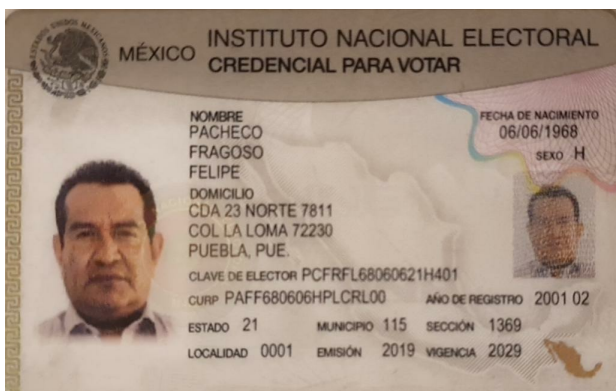 MÉXICO INSTITUTO NACIONAL ELECTORAL
CREDENCIAL PARA VOTAR
NOMBRE
PACHECO
FRAGOSO
FELIPE
FECHA DE NACIMIENTO
06/06/1968
SEXO H
DOMICILIO
CDA 23 NORTE 7811
COL LA LOMA 72230
PUEBLA, PUE.
CLAVE DE ELECTOR PCFRFL68060621H401
CURP PAFF680606HPLCRL00 AÑO DE REGISTRO 2001 02
ESTADO 21 MUNICIPIO 115 SECCIÓN 1369
LOCALIDAD 0001 EMISIÓN 2019 VIGENCIA 2029